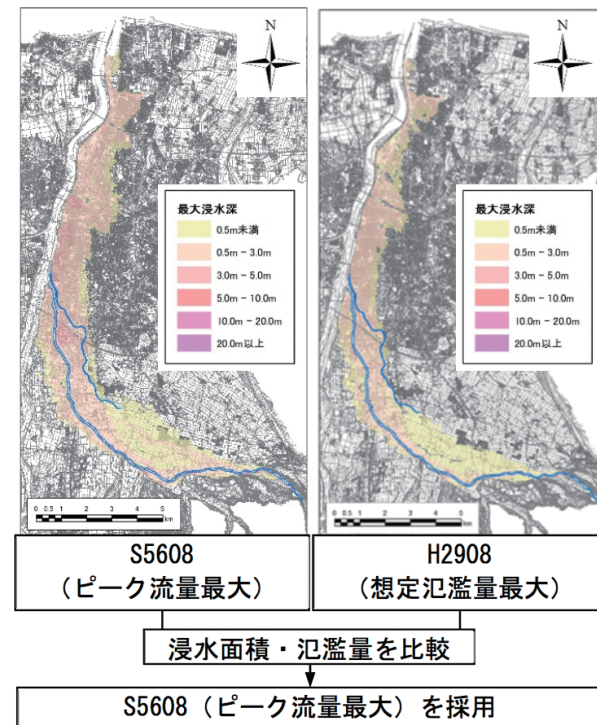 N
最大浸水深
0.5m未満
0.5m − 3.0m
3.0m − 5.0m
5.0m − 10.0m
10.0m − 20.0m
20.0m以上
0 0.5 1 2 3 4 5
km
N
最大浸水深
0.5m未満
0.5m − 3.0m
3.0m − 5.0m
5.0m − 10.0m
10.0m − 20.0m
20.0m以上
0 0.5 1 2 3 4 5
km
S5608
（ピーク流量最大）
H2908
（想定氾濫量最大）
浸水面積・氾濫量を比較
S5608（ピーク流量最大）を採用